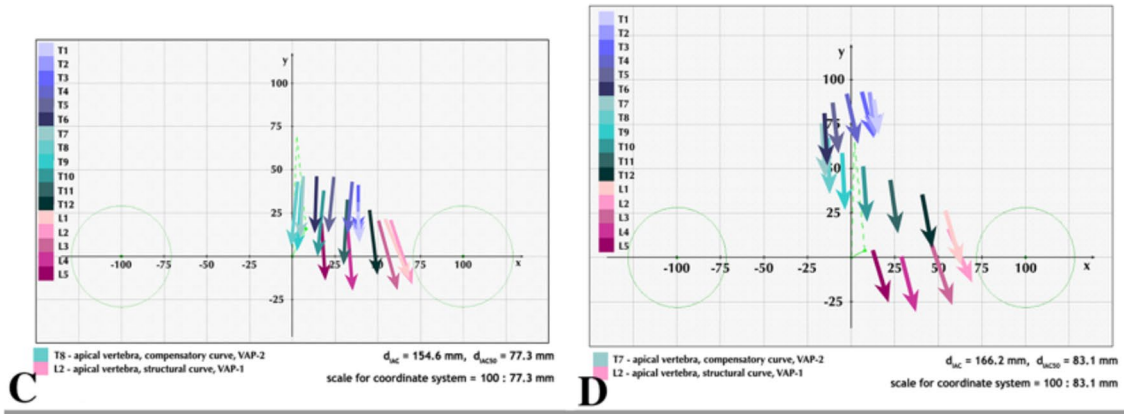 T1
T2
T3
T4
T5
T6
T7
T8
T9
T10
T11
T12
L1
L2
L3
L4
L5
y
100
75
50
25
-25
-100
-75
-50
-25
25
50
100
x
T8 - apical vertebra, compensatory curve, VAP-2
L2 - apical vertebra, structural curve, VAP-1
dIAC = 154.6 mm, dIAC50 = 77.3 mm
scale for coordinate system = 100 : 77.3 mm
C
T1
T2
T3
T4
T5
T6
T7
T8
T9
T10
T11
T12
L1
L2
L3
L4
L5
y
100
75
50
25
-25
-100
-75
-50
-25
25
50
75
100
x
T7 - apical vertebra, compensatory curve, VAP-2
L2 - apical vertebra, structural curve, VAP-1
dIAC = 166.2 mm, dIAC50 = 83.1 mm
scale for coordinate system = 100 : 83.1 mm
D